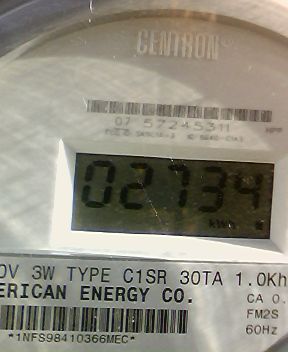 CENTRON
07 57245311
02734
kWh
0V 3W TYPE C1SR 30TA 1.0Kh
ERICAN ENERGY CO. CA 0.
FM2S
*1NFS98410366MEC* 60Hz